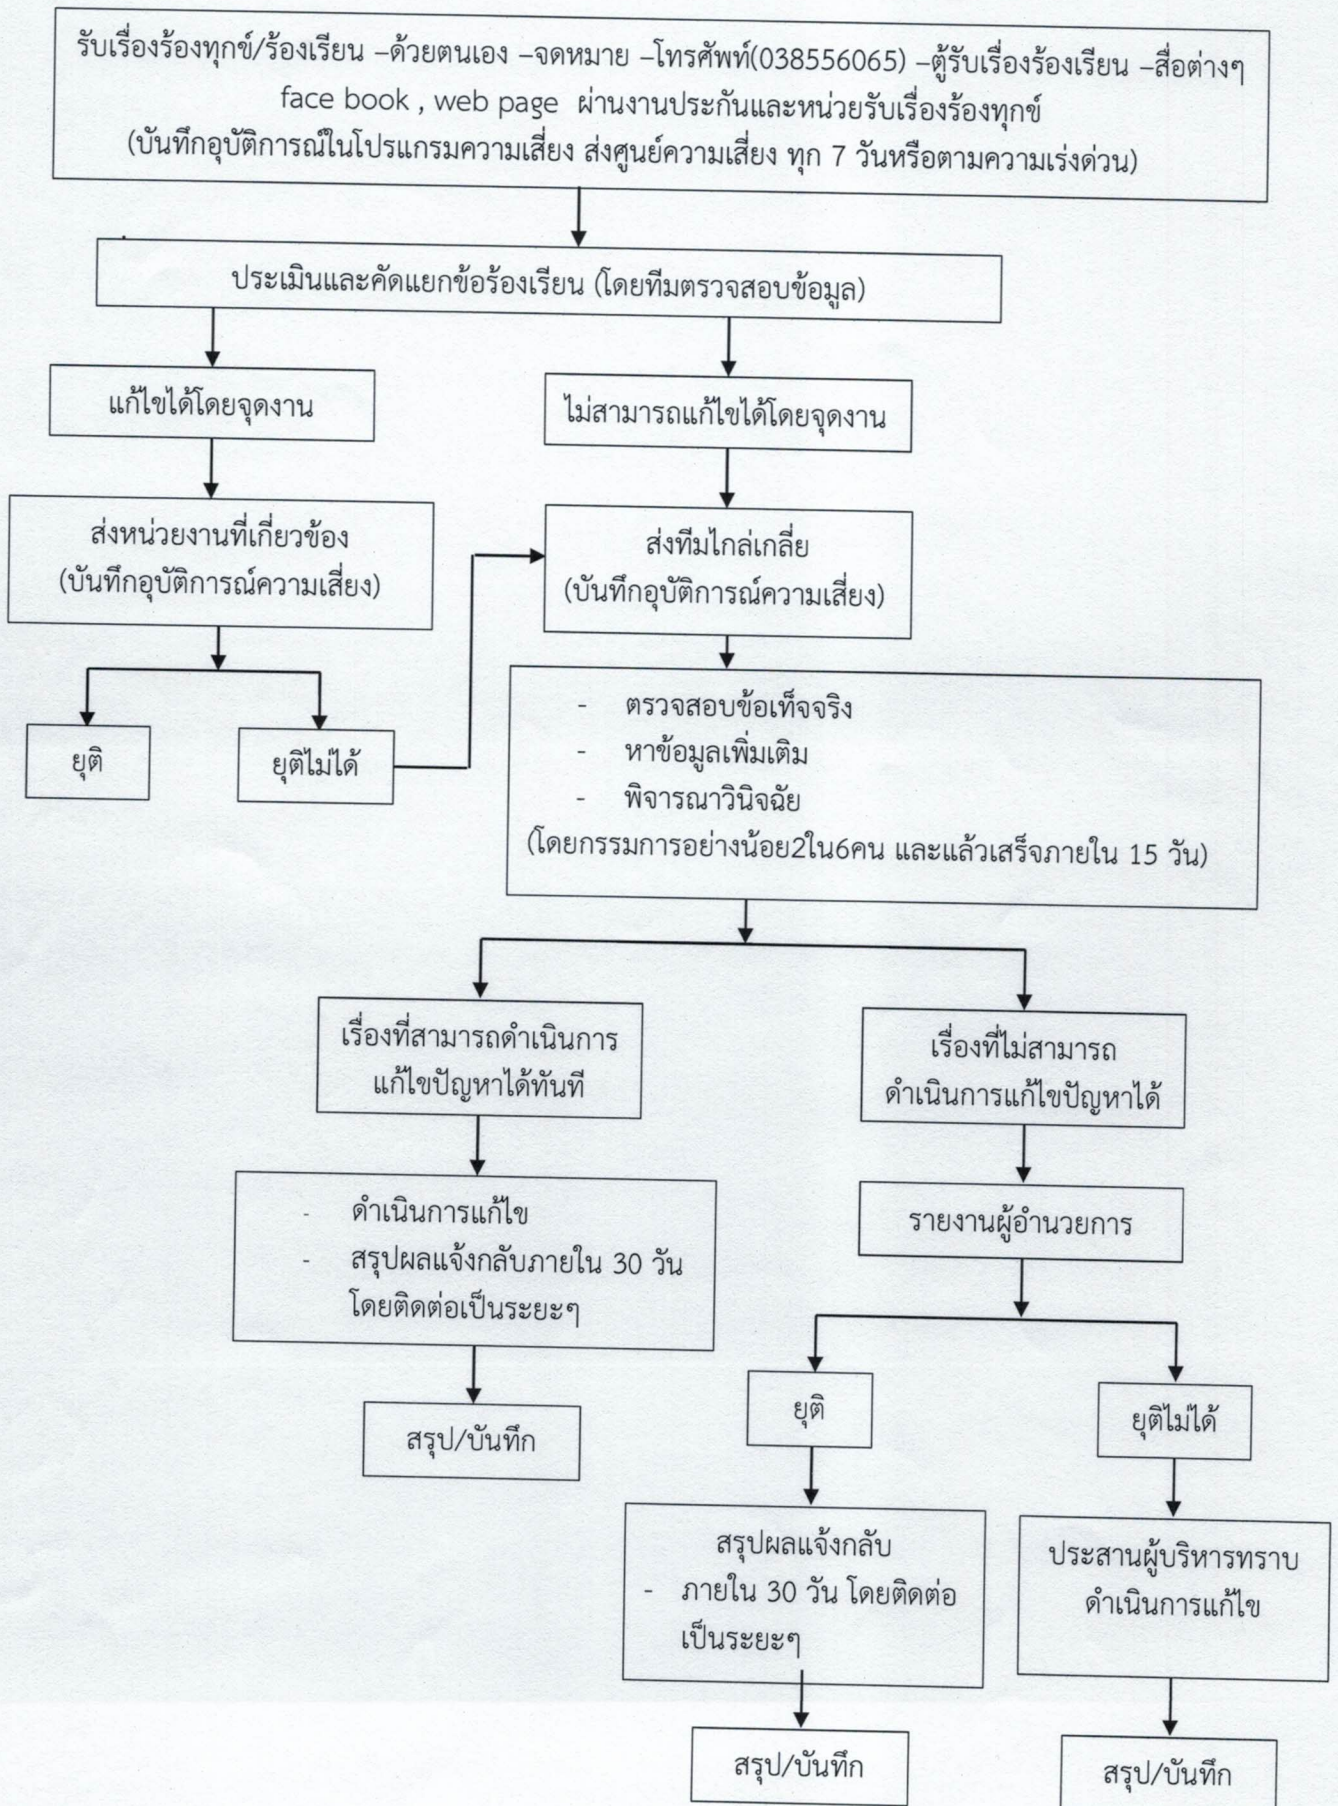 รับเรื่องร้องทุกข์/ร้องเรียน –ด้วยตนเอง –จดหมาย –โทรศัพท์(038556065) –ตู้รับเรื่องร้องเรียน –สื่อต่างๆ
face book , web page ผ่านงานประกันและหน่วยรับเรื่องร้องทุกข์
(บันทึกอุบัติการณ์ในโปรแกรมความเสี่ยง ส่งศูนย์ความเสี่ยง ทุก 7 วันหรือตามความเร่งด่วน)
ประเมินและคัดแยกข้อร้องเรียน (โดยทีมตรวจสอบข้อมูล)
แก้ไขได้โดยจุดงาน
ไม่สามารถแก้ไขได้โดยจุดงาน
ส่งหน่วยงานที่เกี่ยวข้อง
(บันทึกอุบัติการณ์ความเสี่ยง)
ส่งทีมไกล่เกลี่ย
(บันทึกอุบัติการณ์ความเสี่ยง)
ยุติ
ยุติไม่ได้
- ตรวจสอบข้อเท็จจริง
- หาข้อมูลเพิ่มเติม
- พิจารณาวินิจฉัย
(โดยกรรมการอย่างน้อย2ใน6คน และแล้วเสร็จภายใน 15 วัน)
เรื่องที่สามารถดำเนินการ
แก้ไขปัญหาได้ทันที
เรื่องที่ไม่สามารถ
ดำเนินการแก้ไขปัญหาได้
- ดำเนินการแก้ไข
- สรุปผลแจ้งกลับภายใน 30 วัน
โดยติดต่อเป็นระยะๆ
รายงานผู้อำนวยการ
สรุป/บันทึก
ยุติ
ยุติไม่ได้
สรุปผลแจ้งกลับ
- ภายใน 30 วัน โดยติดต่อ
เป็นระยะๆ
ประสานผู้บริหารทราบ
ดำเนินการแก้ไข
สรุป/บันทึก
สรุป/บันทึก